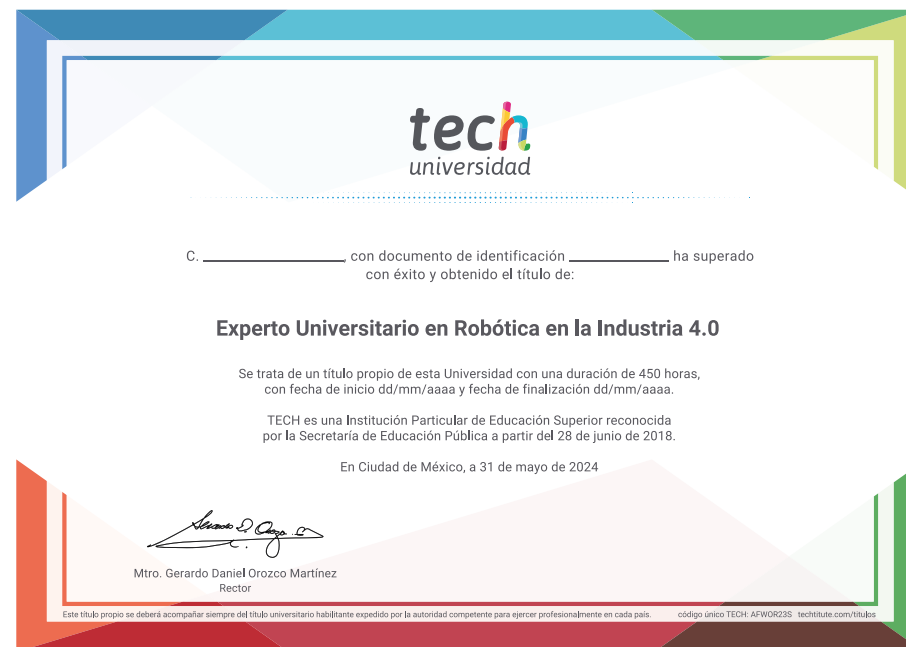 tech
universidad
C. ____________________, con documento de identificación ______________ ha superado
con éxito y obtenido el título de:
Experto Universitario en Robótica en la Industria 4.0
Se trata de un título propio de esta Universidad con una duración de 450 horas,
con fecha de inicio dd/mm/aaaa y fecha de finalización dd/mm/aaaa.
TECH es una Institución Particular de Educación Superior reconocida
por la Secretaría de Educación Pública a partir del 28 de junio de 2018.
En Ciudad de México, a 31 de mayo de 2024
Mtro. Gerardo Daniel Orozco Martínez
Rector
Este título propio se deberá acompañar siempre del título universitario habilitante expedido por la autoridad competente para ejercer profesionalmente en cada país. código único TECH: AFWOR23S techtitute.com/titulos